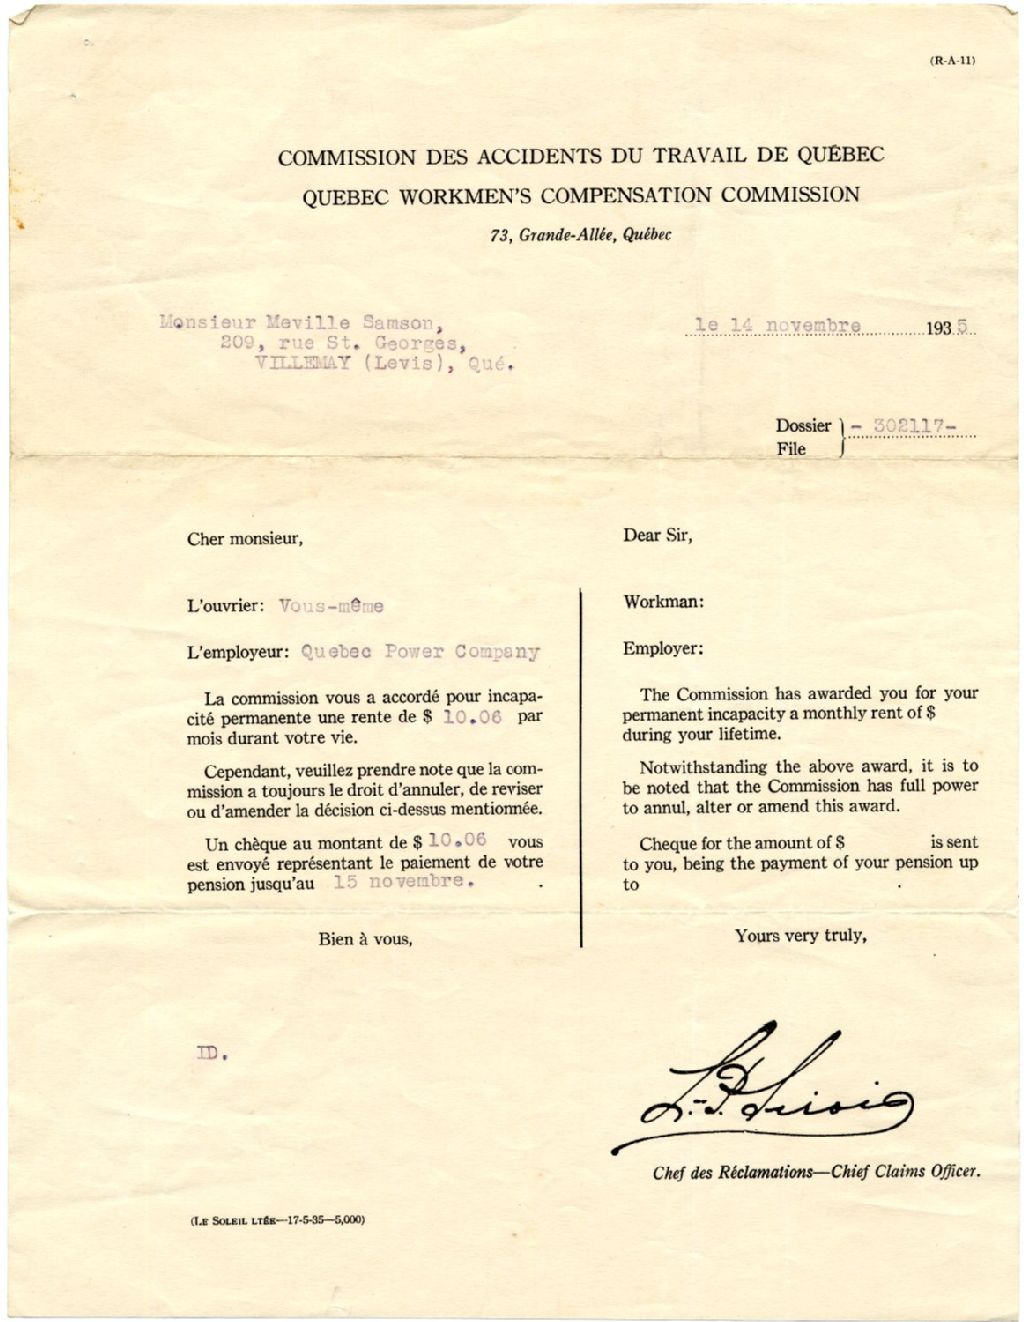 (R-A-11)
COMMISSION DES ACCIDENTS DU TRAVAIL DE QUÉBEC
QUEBEC WORKMEN'S COMPENSATION COMMISSION
73, Grande-Allée, Québec
Monsieur Meville Samson,
209, rue St. Georges,
VILLEMAY (Levis), Qué.
le 14 novembre 1935
Dossier } - 302117-
File
Cher monsieur,
L'ouvrier: Vous-même
L'employeur: Quebec Power Company
La commission vous a accordé pour incapa-
cité permanente une rente de $ 10.06 par
mois durant votre vie.
Cependant, veuillez prendre note que la com-
mission a toujours le droit d'annuler, de reviser
ou d'amender la décision ci-dessus mentionnée.
Un chèque au montant de $ 10.06 vous
est envoyé représentant le paiement de votre
pension jusqu'au 15 novembre.
Bien à vous,
Dear Sir,
Workman:
Employer:
The Commission has awarded you for your
permanent incapacity a monthly rent of $
during your lifetime.
Notwithstanding the above award, it is to
be noted that the Commission has full power
to annul, alter or amend this award.
Cheque for the amount of $ is sent
to you, being the payment of your pension up
to .
Yours very truly,
ID.
Chef des Réclamations—Chief Claims Officer.
(LE SOLEIL LTÉE—17-5-35—5,000)